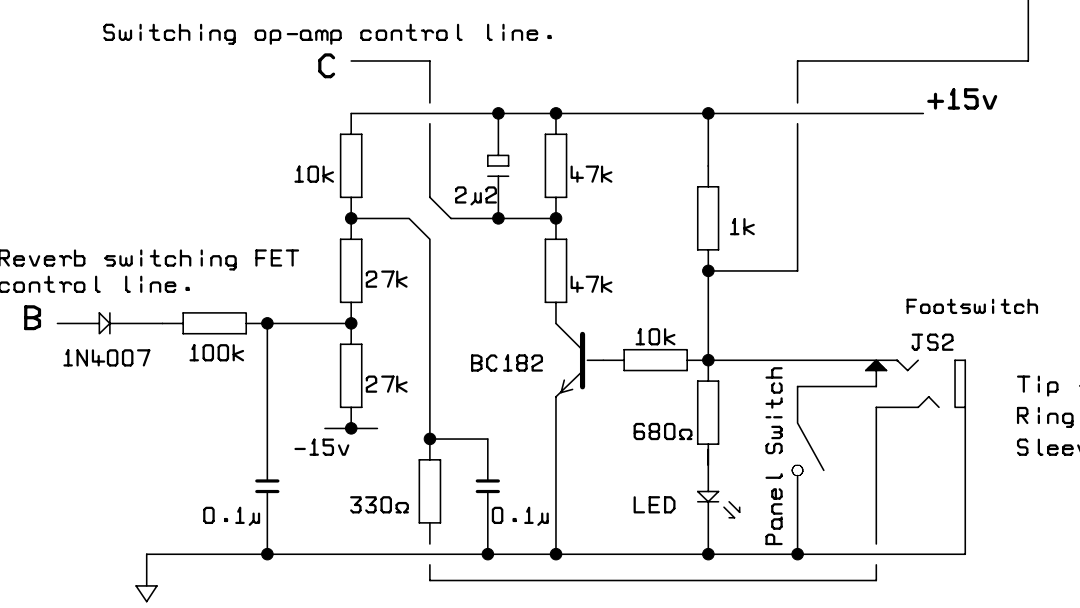 Switching op-amp control line.
C
+15v
10k
2µ2
47k
1k
Reverb switching FET
control line.
27k
47k
B
Footswitch
1N4007
100k
BC182
10k
JS2
27k
Panel Switch
Tip
Ring
-15v
680Ω
0.1µ
330Ω
0.1µ
LED